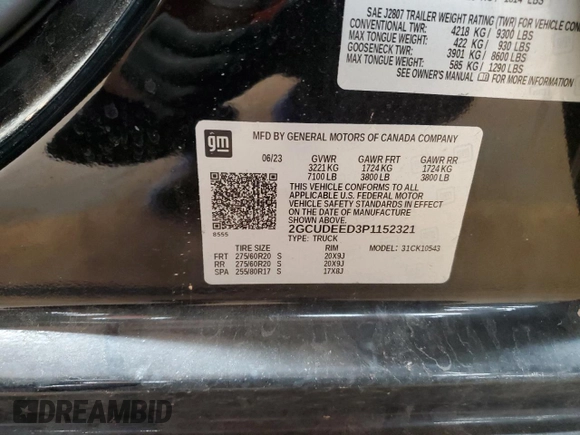 SAE J2807 TRAILER WEIGHT RATING (TWR) FOR VEHICLE CON
CONVENTIONAL TWR: 4218 KG / 9300 LBS
MAX TONGUE WEIGHT: 422 KG / 930 LBS
GOOSENECK TWR: 3901 KG / 8600 LBS
MAX TONGUE WEIGHT: 585 KG / 1290 LBS
SEE OWNER'S MANUAL FOR MORE INFORMATION
gm
MFD BY GENERAL MOTORS OF CANADA COMPANY
06/23 GVWR GAWR FRT GAWR RR
3221 KG 1724 KG 1724 KG
7100 LB 3800 LB 3800 LB
THIS VEHICLE CONFORMS TO ALL
APPLICABLE U.S. FEDERAL MOTOR
VEHICLE SAFETY STANDARDS IN
EFFECT ON THE DATE OF MANUFACTURE
SHOWN ABOVE.
2GCUDEED3P1152321
TYPE: TRUCK MODEL: 31CK10543
8555
TIRE SIZE RIM
FRT 275/60R20 S 20X9J
RR 275/60R20 S 20X9J
SPA 255/80R17 S 17X8J
DREAMBID